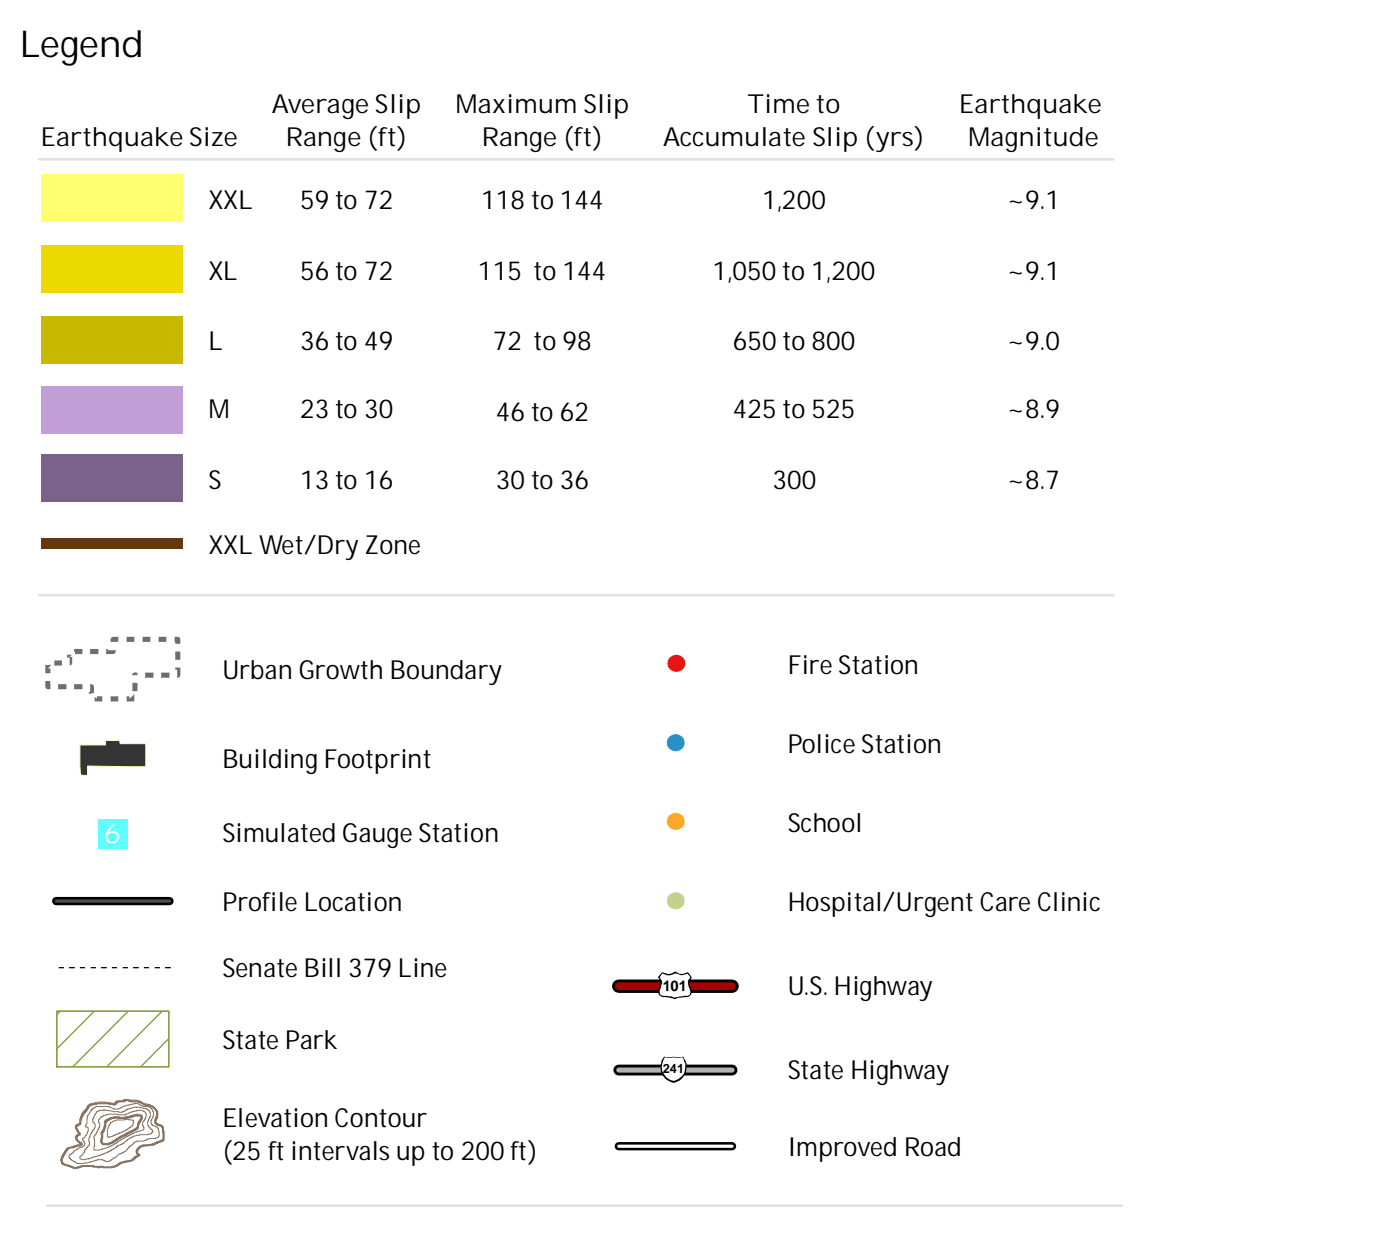 Legend
Average Slip Maximum Slip Time to Earthquake
Earthquake Size Range (ft) Range (ft) Accumulate Slip (yrs) Magnitude
XXL 59 to 72 118 to 144 1,200 ~9.1
XL 56 to 72 115 to 144 1,050 to 1,200 ~9.1
L 36 to 49 72 to 98 650 to 800 ~9.0
M 23 to 30 46 to 62 425 to 525 ~8.9
S 13 to 16 30 to 36 300 ~8.7
XXL Wet/Dry Zone
Urban Growth Boundary
Building Footprint
6 Simulated Gauge Station
Profile Location
Senate Bill 379 Line
State Park
Elevation Contour
(25 ft intervals up to 200 ft)
Fire Station
Police Station
School
Hospital/Urgent Care Clinic
101 U.S. Highway
241 State Highway
Improved Road